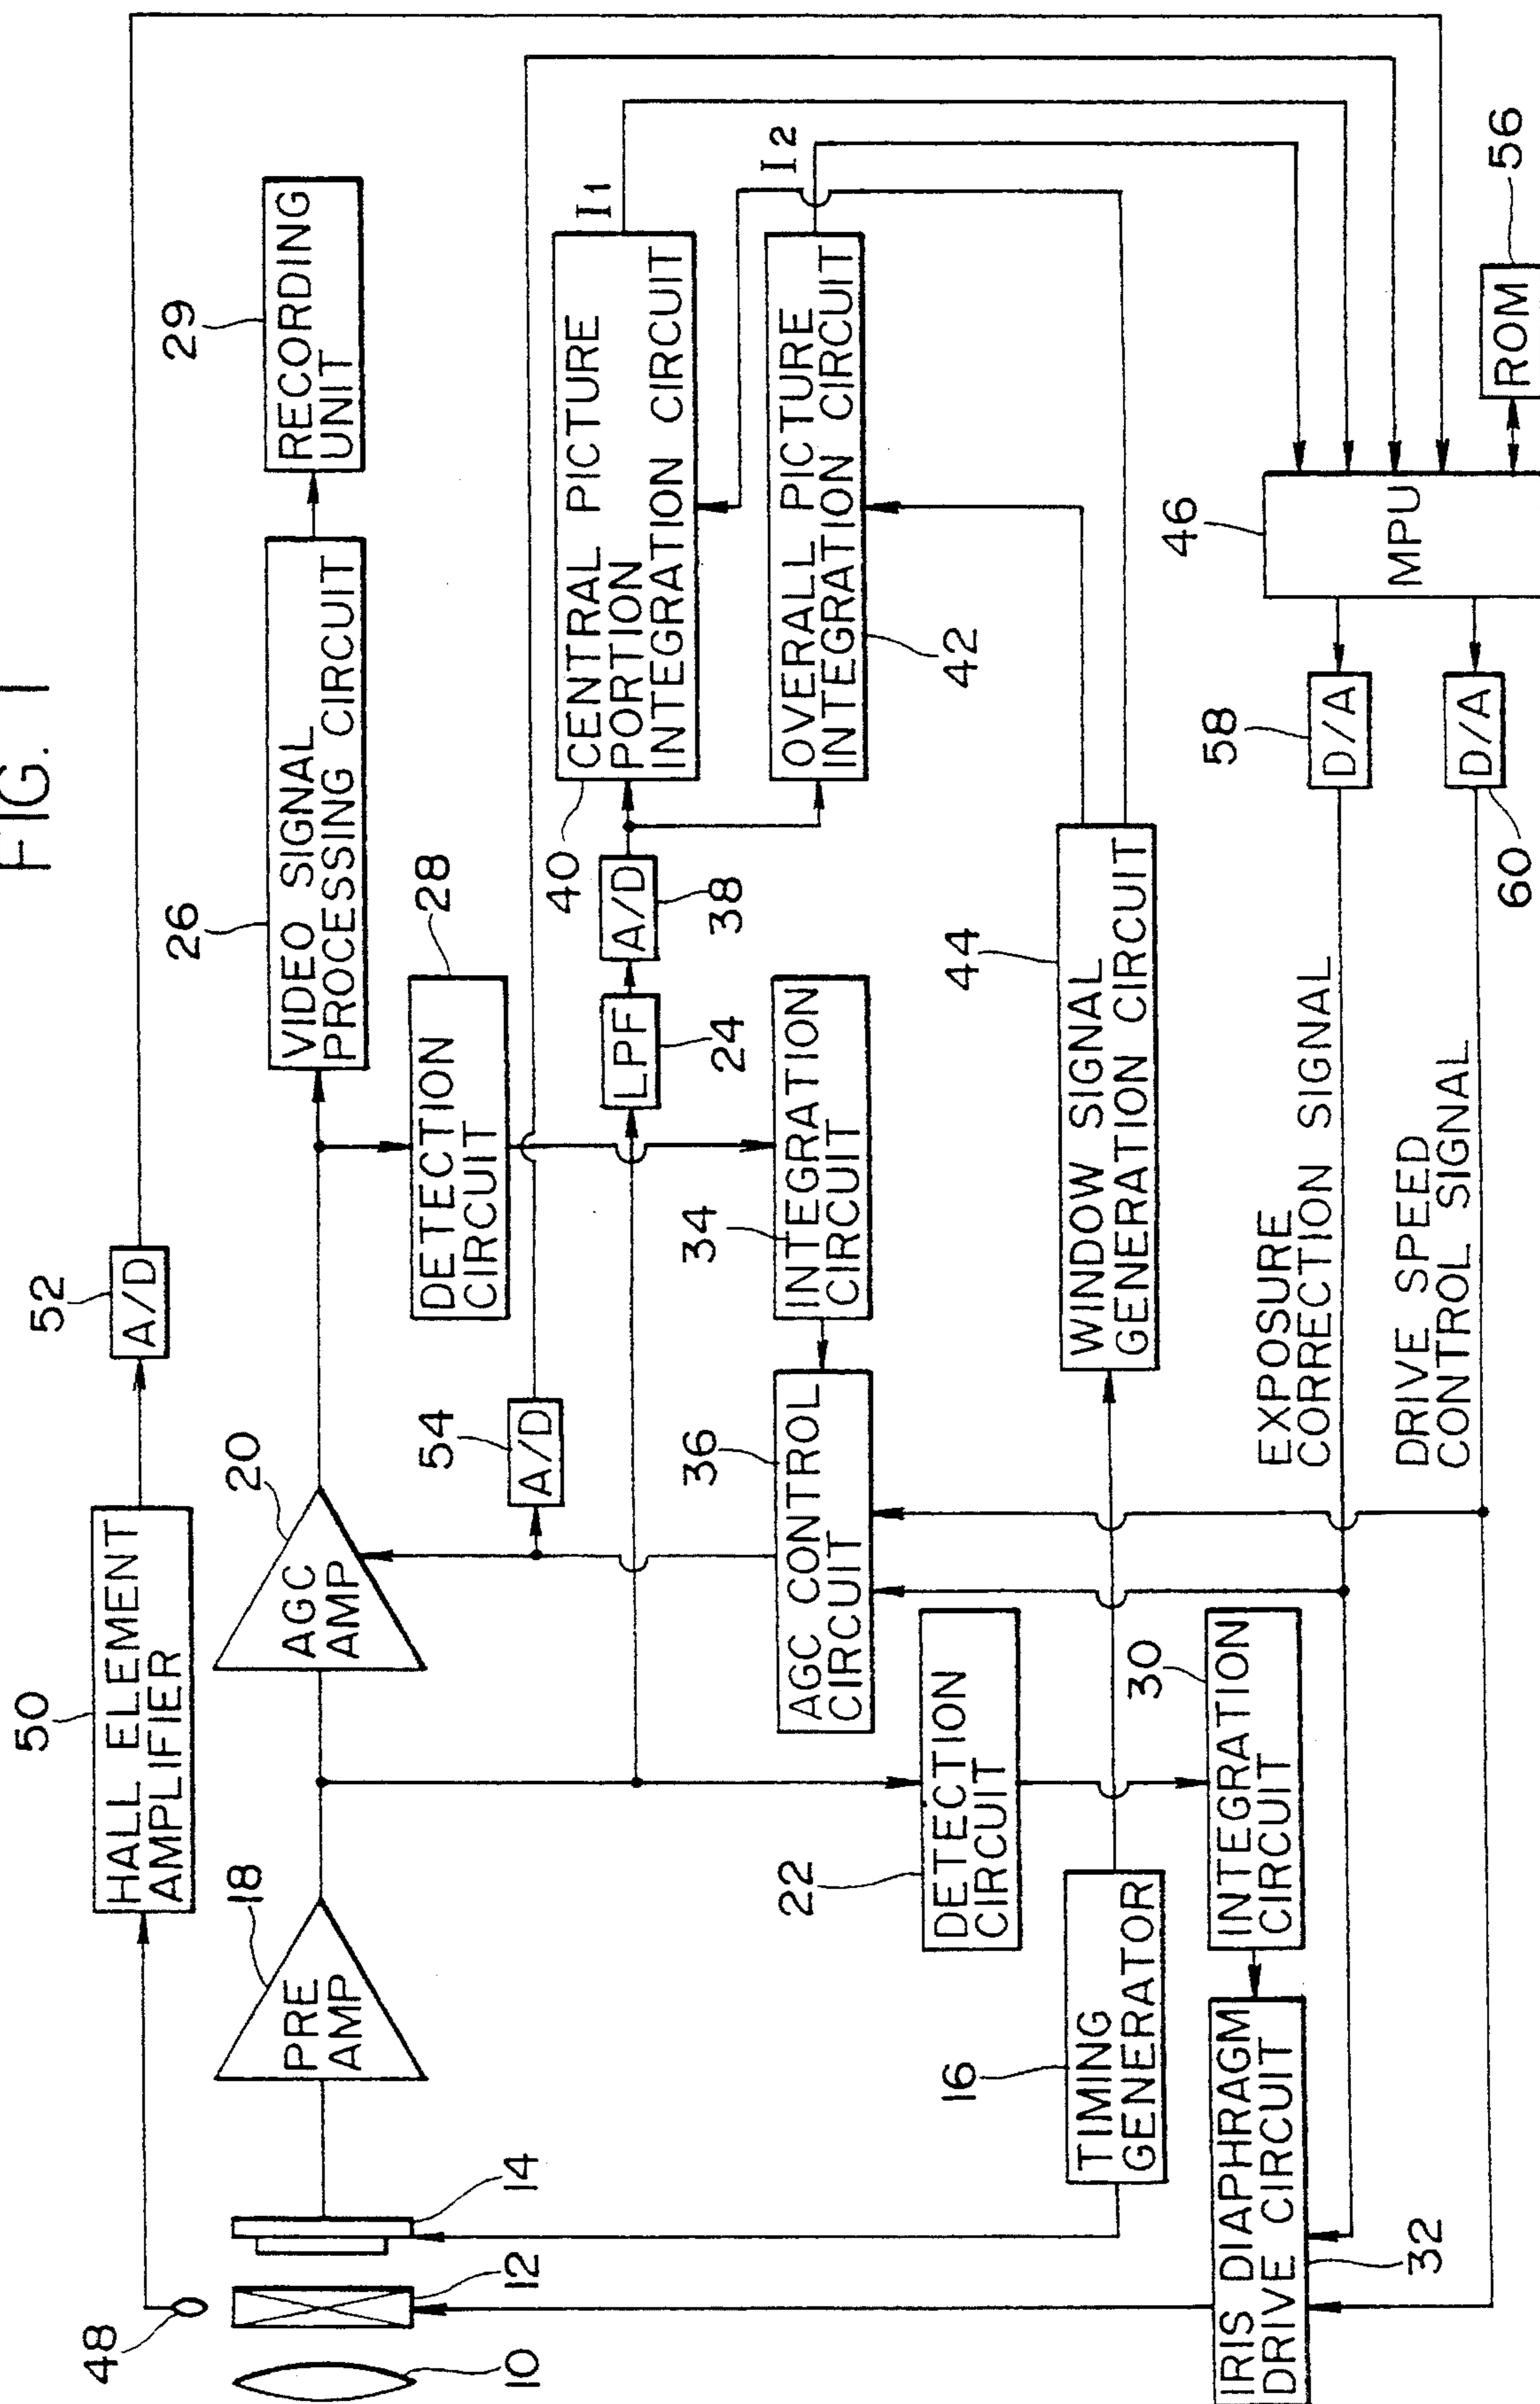 FIG. 1
50
HALL ELEMENT
AMPLIFIER
52
A/D
48
10
12
14
18
PRE
AMP
20
AGC
AMP
26
VIDEO SIGNAL
PROCESSING CIRCUIT
29
RECORDING
UNIT
54
A/D
28
DETECTION
CIRCUIT
24
LPF
38
A/D
40
CENTRAL PICTURE
PORTION
INTEGRATION CIRCUIT
I1
OVERALL PICTURE
INTEGRATION CIRCUIT
42
I2
36
AGC CONTROL
CIRCUIT
34
INTEGRATION
CIRCUIT
22
DETECTION
CIRCUIT
16
TIMING
GENERATOR
44
WINDOW SIGNAL
GENERATION CIRCUIT
30
INTEGRATION
CIRCUIT
IRIS DIAPHRAGM
DRIVE CIRCUIT
32
EXPOSURE
CORRECTION SIGNAL
DRIVE SPEED
CONTROL SIGNAL
58
D/A
D/A
60
46
MPU
ROM
56